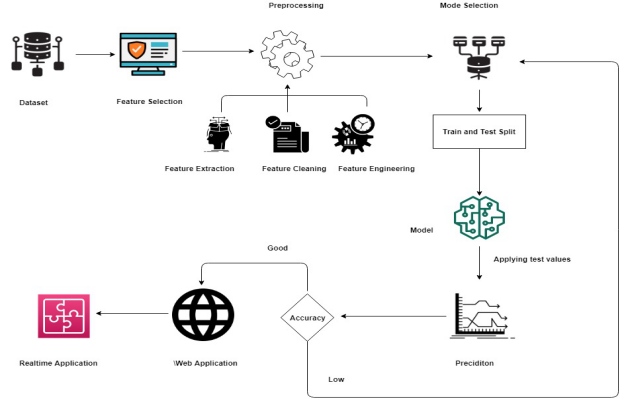 Preprocessing
Mode Selection
Dataset
Feature Selection
Train and Test Split
Feature Extraction
Feature Cleaning
Feature Engineering
Model
Good
Applying test values
Accuracy
Realtime Application
\Web Application
Preciditon
Low